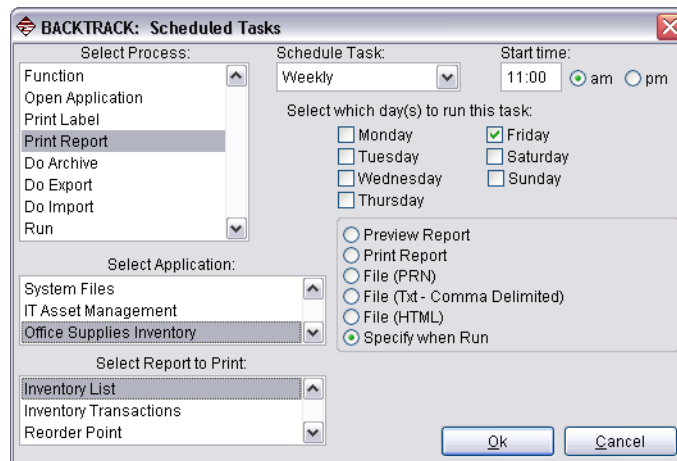 BACKTRACK: Scheduled Tasks
Select Process:
Function
Open Application
Print Label
Print Report
Do Archive
Do Export
Do Import
Run
Select Application:
System Files
IT Asset Management
Office Supplies Inventory
Select Report to Print:
Inventory List
Inventory Transactions
Reorder Point
Schedule Task:
Weekly
Start time:
11:00 am pm
Select which day(s) to run this task:
Monday Friday
Tuesday Saturday
Wednesday Sunday
Thursday
Preview Report
Print Report
File (PRN)
File (Txt - Comma Delimited)
File (HTML)
Specify when Run
Ok Cancel